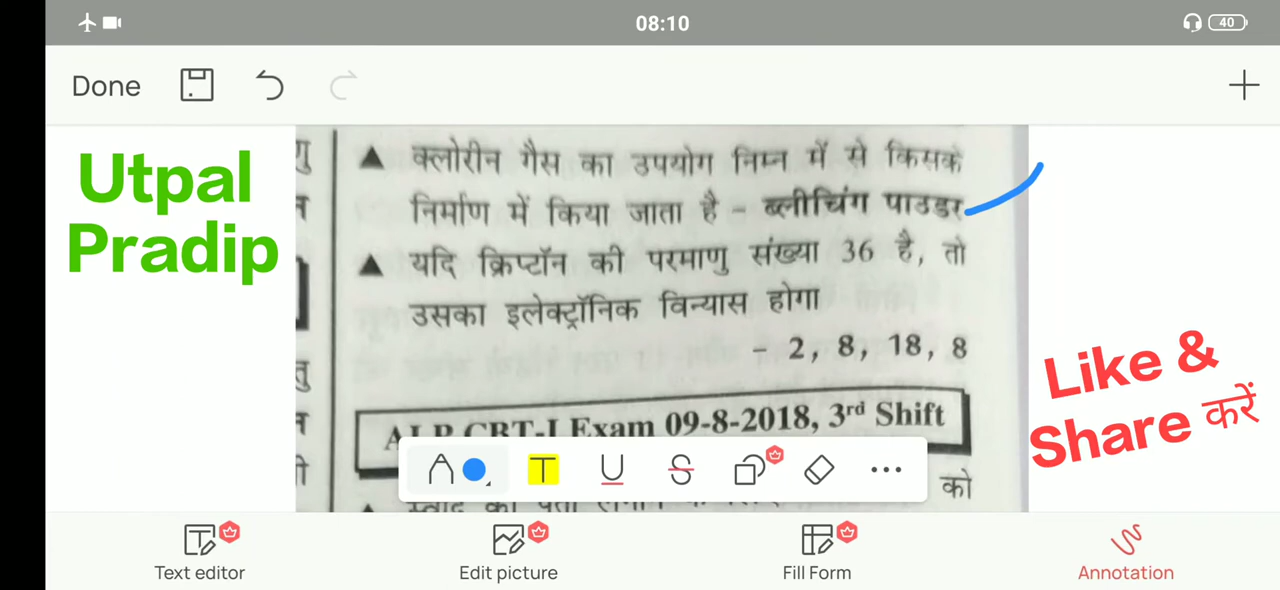 08:10
40
Done
Utpal
Pradip
▲ क्लोरीन गैस का उपयोग निम्न में से किसके
निर्माण में किया जाता है - ब्लीचिंग पाउडर
▲ यदि क्रिप्टॉन की परमाणु संख्या 36 है, तो
उसका इलेक्ट्रॉनिक विन्यास होगा
- 2, 8, 18, 8
ALP CBT-I Exam 09-8-2018, 3rd Shift
को
Like &
Share करें
T U S
Text editor
Edit picture
Fill Form
Annotation